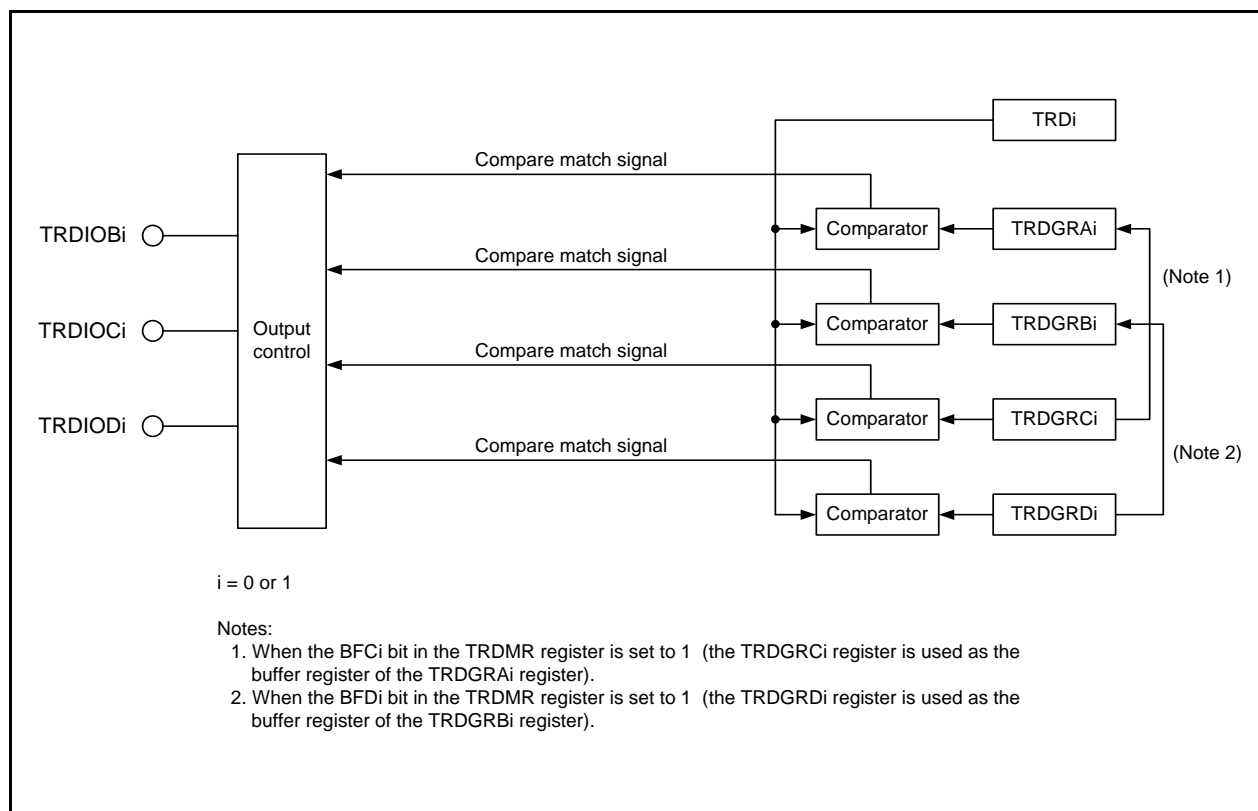 TRDi
Compare match signal
Comparator
TRDGRAi
TRDIOBi
(Note 1)
Compare match signal
Comparator
TRDGRBi
TRDIOCi
Output
control
Compare match signal
Comparator
TRDGRCi
TRDIODi
(Note 2)
Compare match signal
Comparator
TRDGRDi
i = 0 or 1
Notes:
1. When the BFCi bit in the TRDMR register is set to 1 (the TRDGRCi register is used as the
buffer register of the TRDGRAi register).
2. When the BFDi bit in the TRDMR register is set to 1 (the TRDGRDi register is used as the
buffer register of the TRDGRBi register).